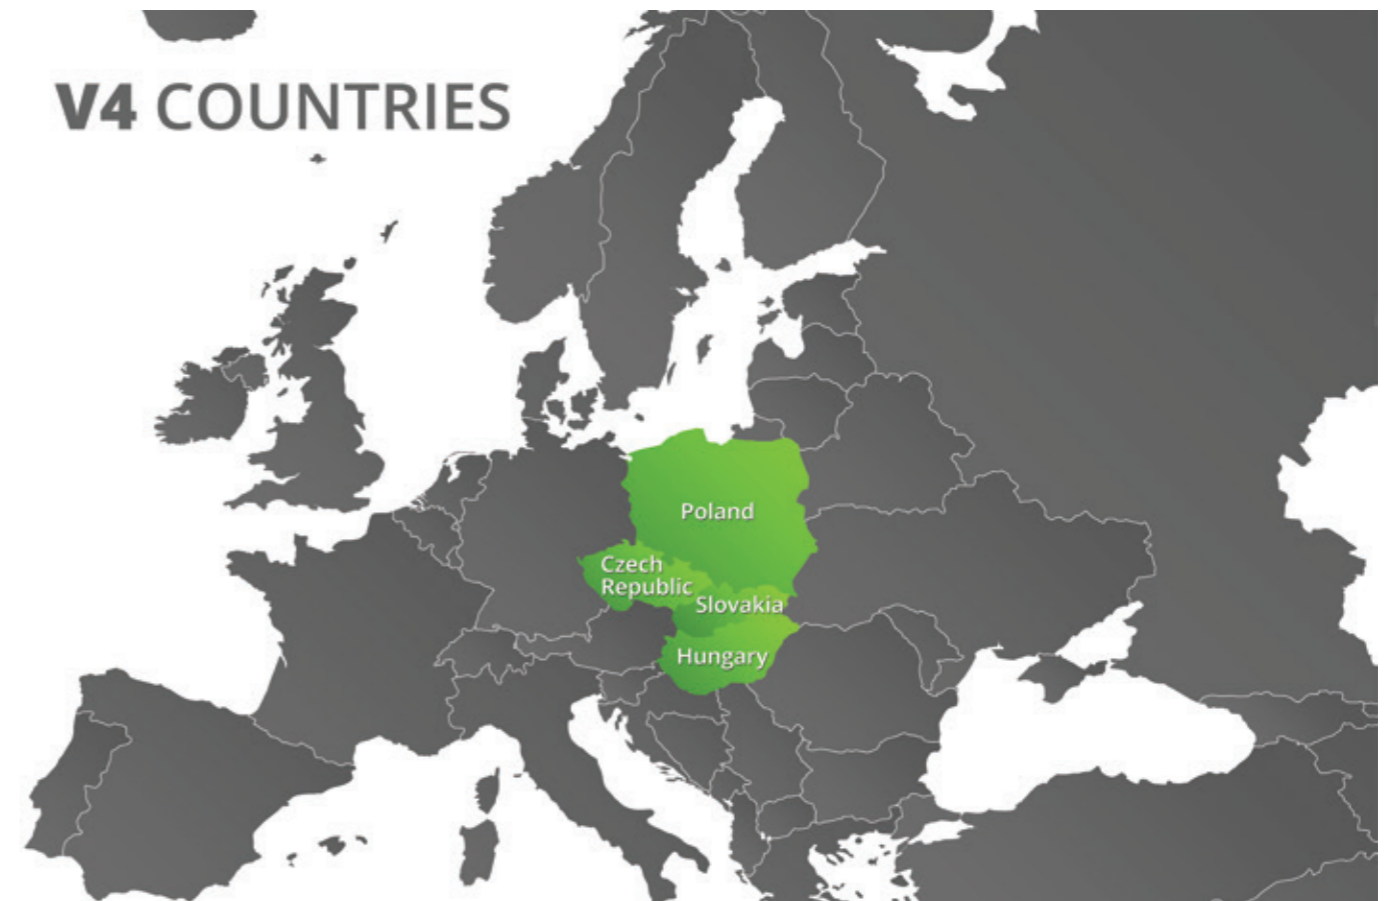 V4 COUNTRIES
Poland
Czech
Republic
Slovakia
Hungary